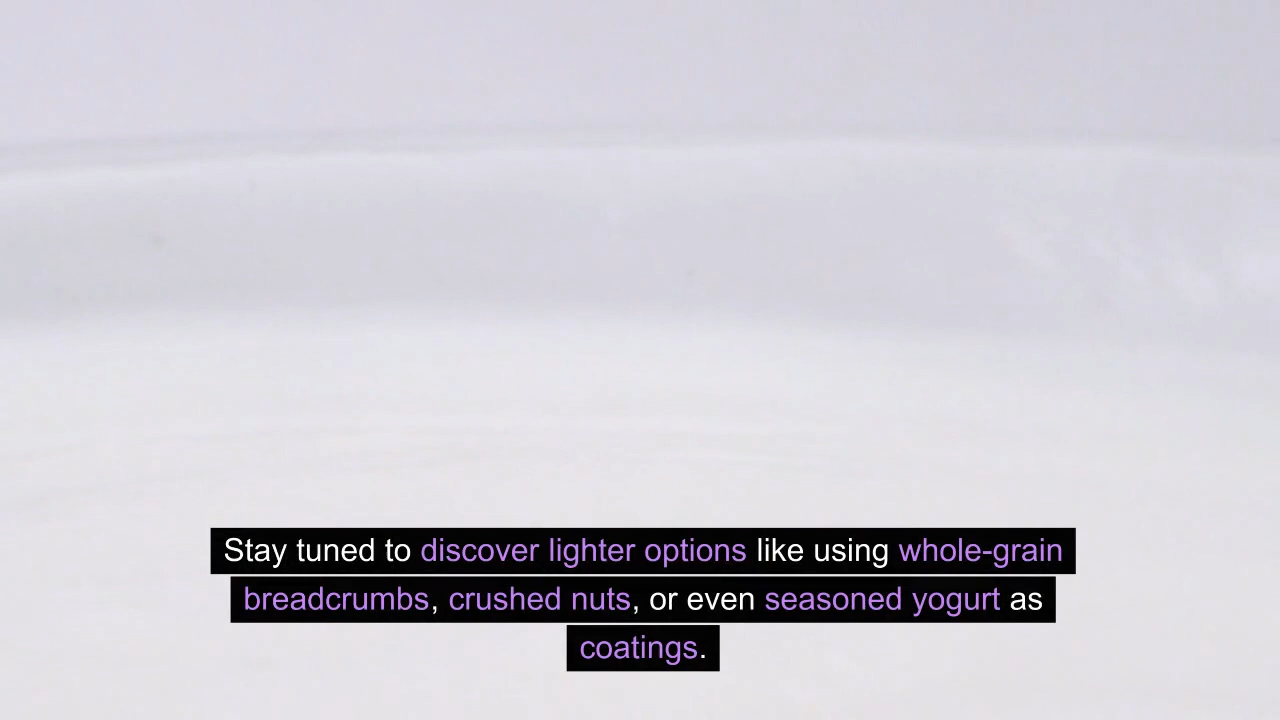 Stay tuned to discover lighter options like using whole-grain
breadcrumbs, crushed nuts, or even seasoned yogurt as
coatings.